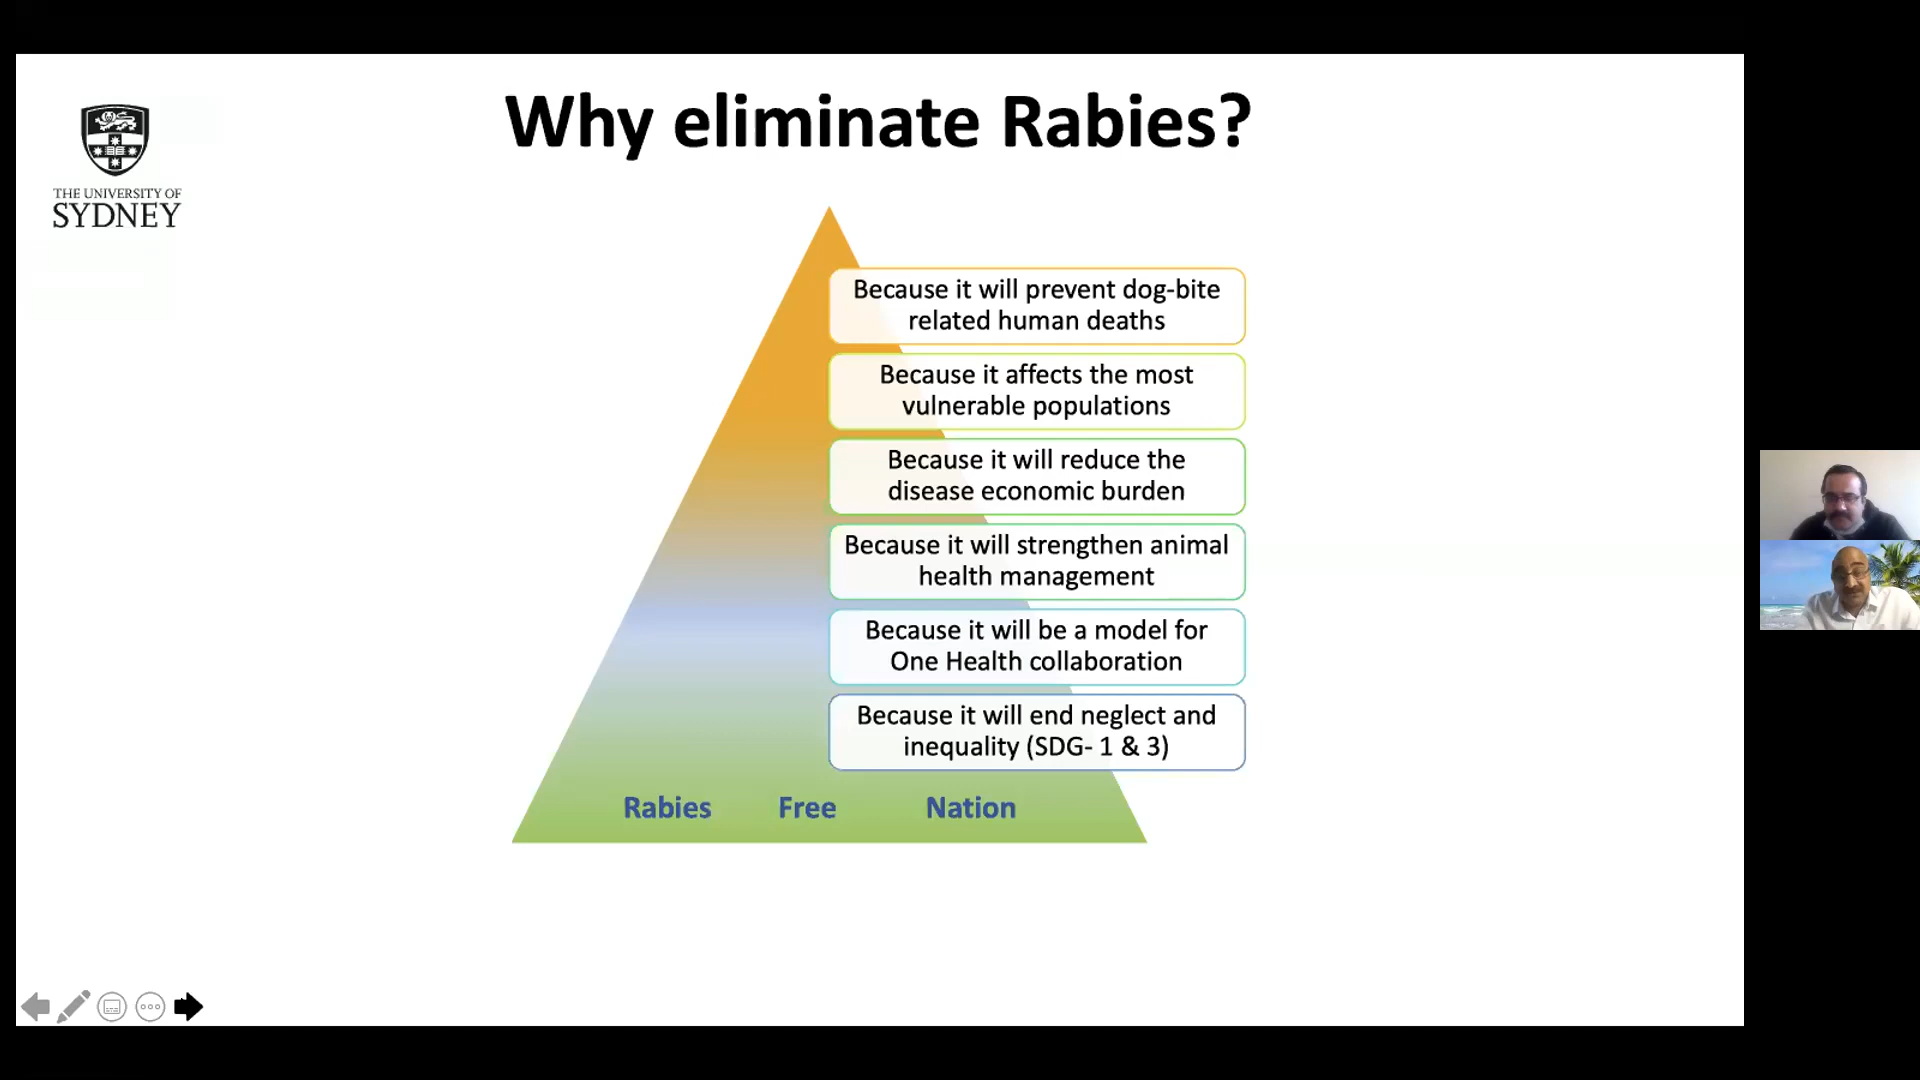 Why eliminate Rabies?
THE UNIVERSITY OF
SYDNEY
Because it will prevent dog-bite
related human deaths
Because it affects the most
vulnerable populations
Because it will reduce the
disease economic burden
Because it will strengthen animal
health management
Because it will be a model for
One Health collaboration
Because it will end neglect and
inequality (SDG- 1 & 3)
Rabies Free Nation